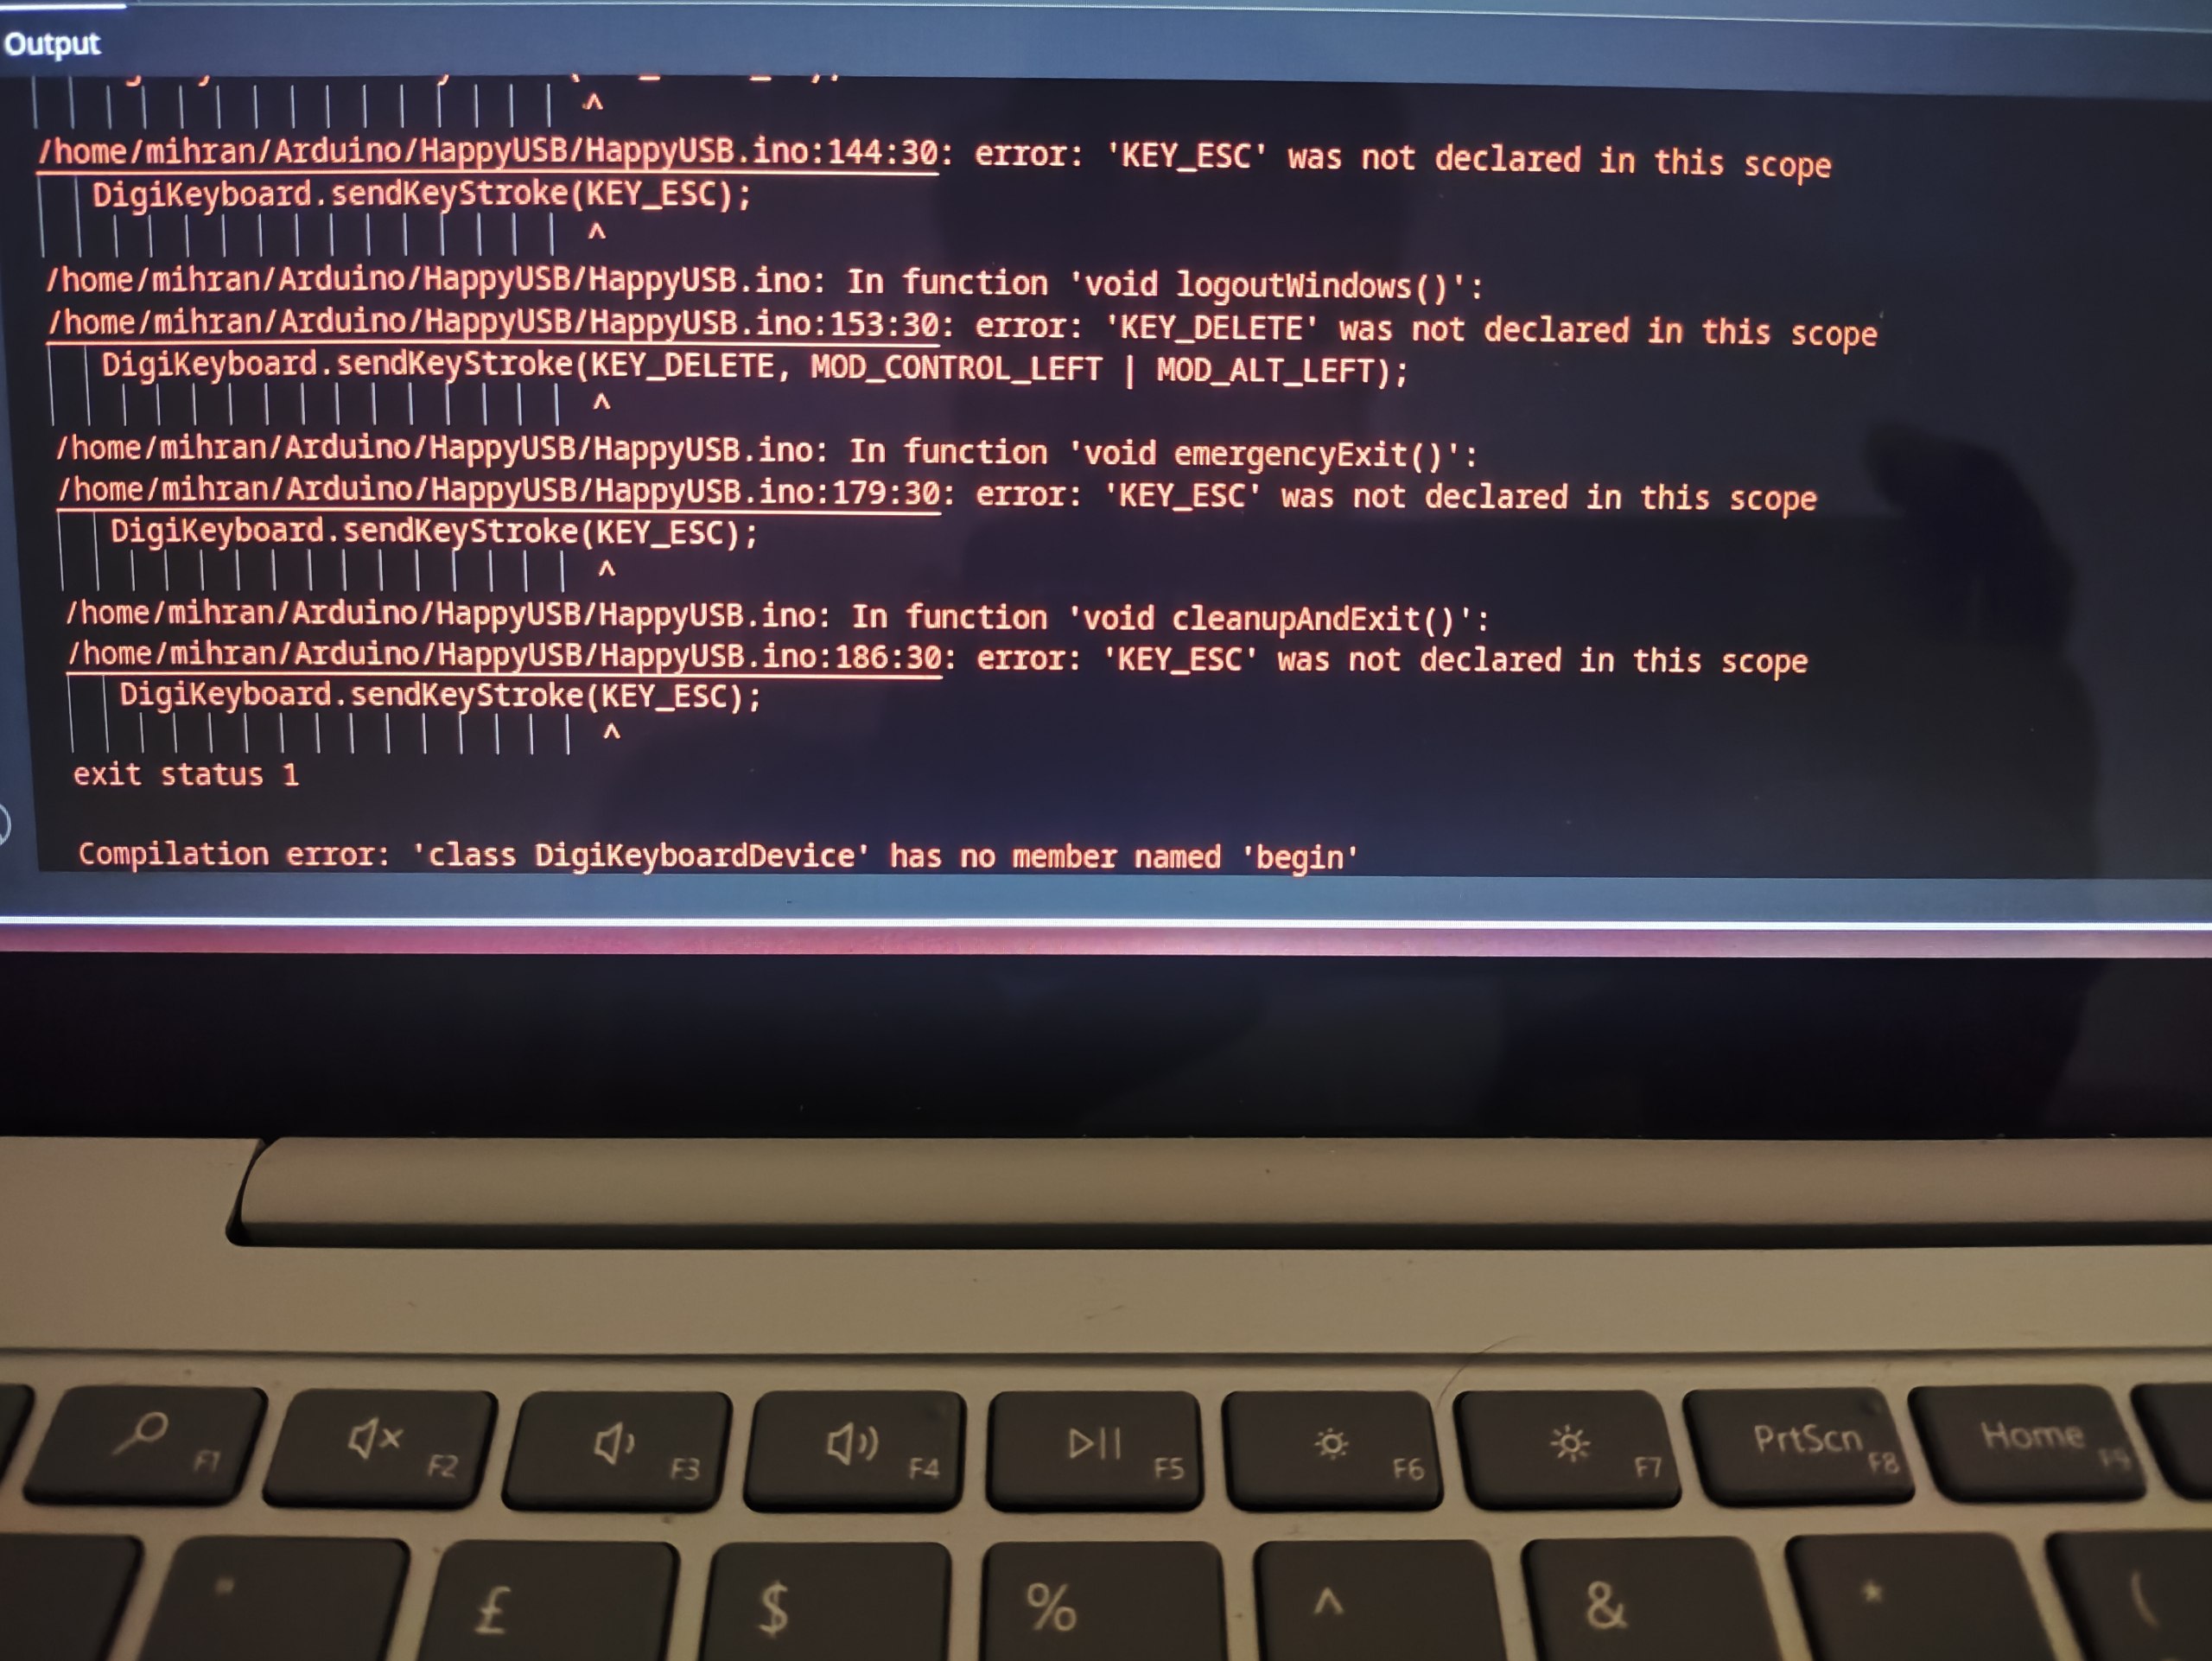 Output
^
/home/mihran/Arduino/HappyUSB/HappyUSB.ino:144:30: error: 'KEY_ESC' was not declared in this scope
DigiKeyboard.sendKeyStroke(KEY_ESC);
^
/home/mihran/Arduino/HappyUSB/HappyUSB.ino: In function 'void logoutWindows()':
/home/mihran/Arduino/HappyUSB/HappyUSB.ino:153:30: error: 'KEY_DELETE' was not declared in this scope
DigiKeyboard.sendKeyStroke(KEY_DELETE, MOD_CONTROL_LEFT | MOD_ALT_LEFT);
^
/home/mihran/Arduino/HappyUSB/HappyUSB.ino: In function 'void emergencyExit()':
/home/mihran/Arduino/HappyUSB/HappyUSB.ino:179:30: error: 'KEY_ESC' was not declared in this scope
DigiKeyboard.sendKeyStroke(KEY_ESC);
^
/home/mihran/Arduino/HappyUSB/HappyUSB.ino: In function 'void cleanupAndExit()':
/home/mihran/Arduino/HappyUSB/HappyUSB.ino:186:30: error: 'KEY_ESC' was not declared in this scope
DigiKeyboard.sendKeyStroke(KEY_ESC);
^
exit status 1
Compilation error: 'class DigiKeyboardDevice' has no member named 'begin'
F1 F2 F3 F4 F5 F6 F7 PrtScn F8 Home F9
" £ $ % ^ & * (